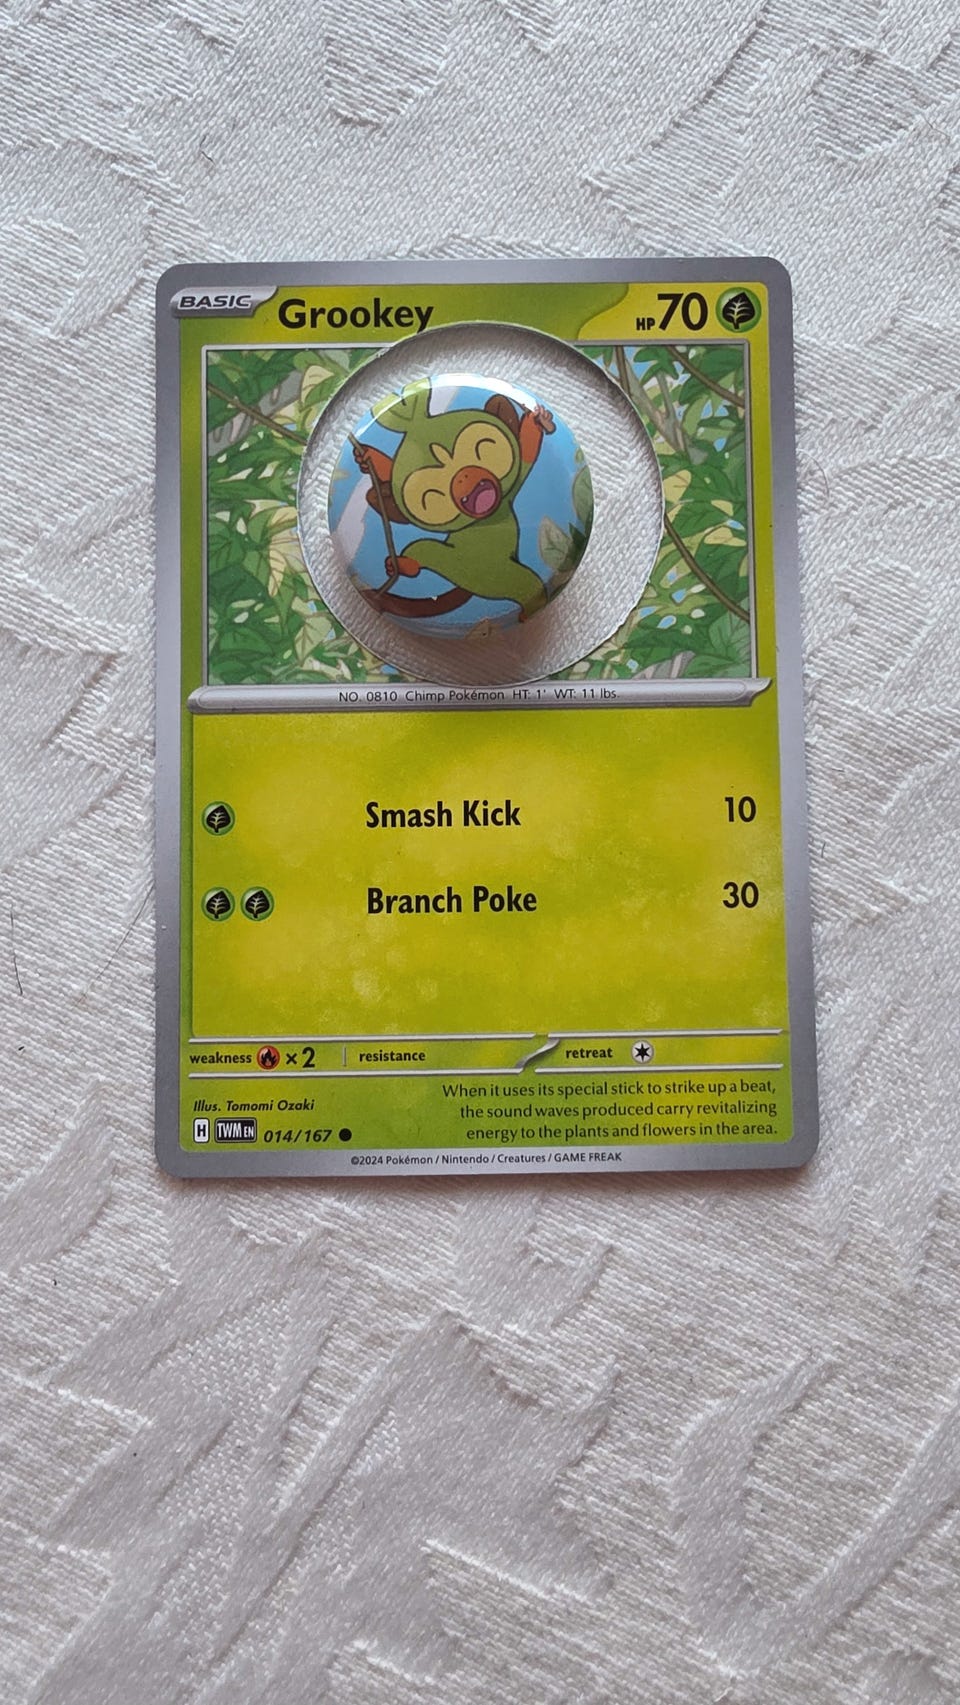 BASIC Grookey HP 70
NO. 0810 Chimp Pokémon HT: 1' WT: 11 lbs.
Smash Kick 10
Branch Poke 30
weakness ×2 resistance retreat
Illus. Tomomi Ozaki
When it uses its special stick to strike up a beat,
the sound waves produced carry revitalizing
energy to the plants and flowers in the area.
H TWM EN 014/167
©2024 Pokémon / Nintendo / Creatures / GAME FREAK